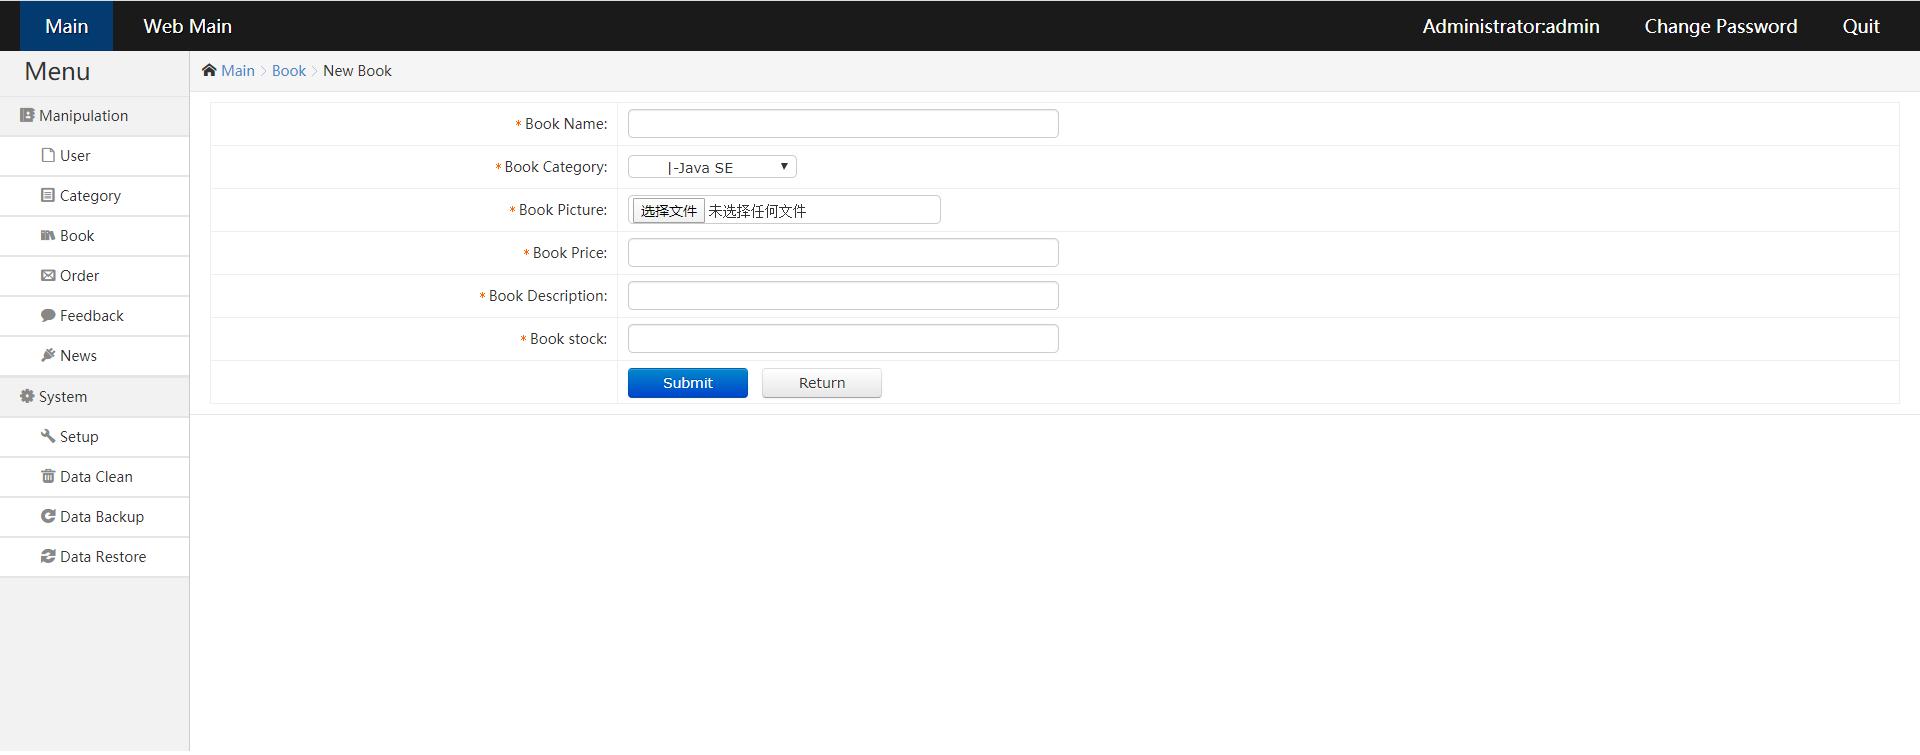 Main Web Main Administrator:admin Change Password Quit
Menu
Main Book New Book
Manipulation
User
Category
Book
Order
Feedback
News
System
Setup
Data Clean
Data Backup
Data Restore
* Book Name:
* Book Category: |-Java SE
* Book Picture: 选择文件 未选择任何文件
* Book Price:
* Book Description:
* Book stock:
Submit Return